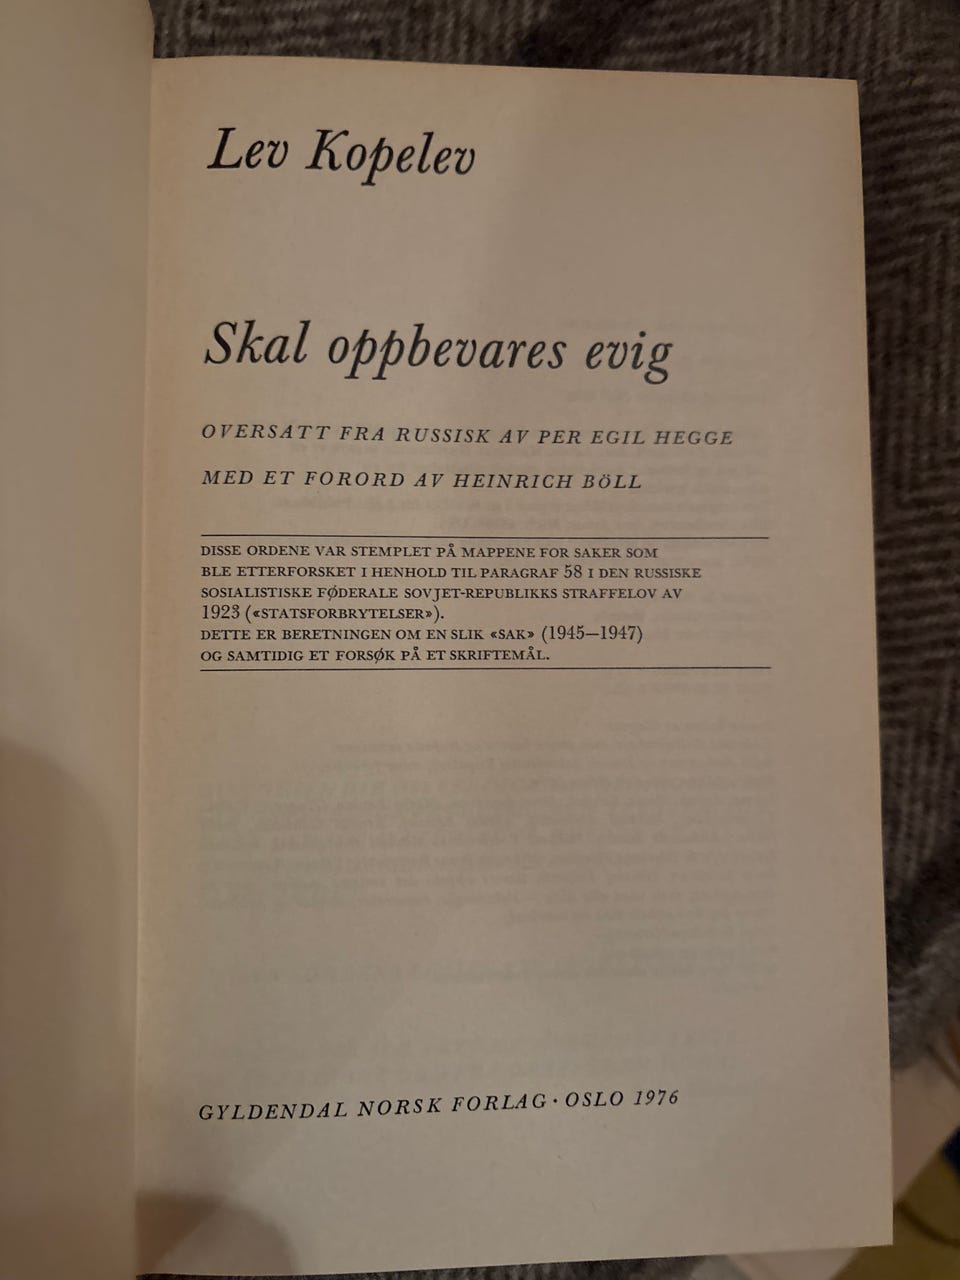 Lev Kopelev
Skal oppbevares evig
OVERSATT FRA RUSSISK AV PER EGIL HEGGE
MED ET FORORD AV HEINRICH BÖLL
DISSE ORDENE VAR STEMPLET PÅ MAPPENE FOR SAKER SOM
BLE ETTERFORSKET I HENHOLD TIL PARAGRAF 58 I DEN RUSSISKE
SOSIALISTISKE FØDERALE SOVJET-REPUBLIKKS STRAFFELOV AV
1923 («STATSFORBRYTELSER»).
DETTE ER BERETNINGEN OM EN SLIK «SAK» (1945—1947)
OG SAMTIDIG ET FORSØK PÅ ET SKRIFTEMÅL.
GYLDENDAL NORSK FORLAG · OSLO 1976